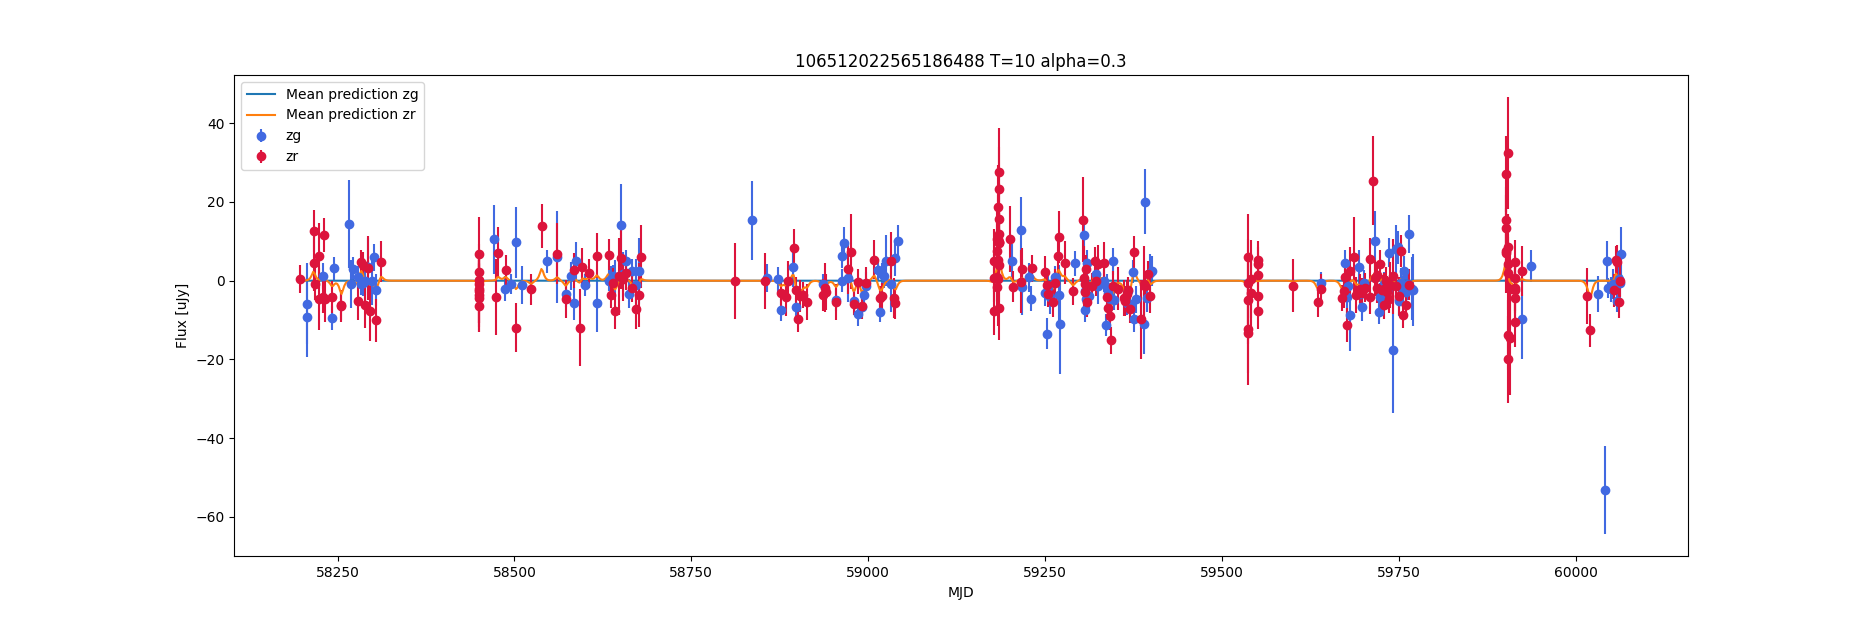 106512022565186488 T=10 alpha=0.3
Mean prediction zg
Mean prediction zr
zg
zr
Flux [uJy]
40
20
0
−20
−40
−60
58250 58500 58750 59000 59250 59500 59750 60000
MJD